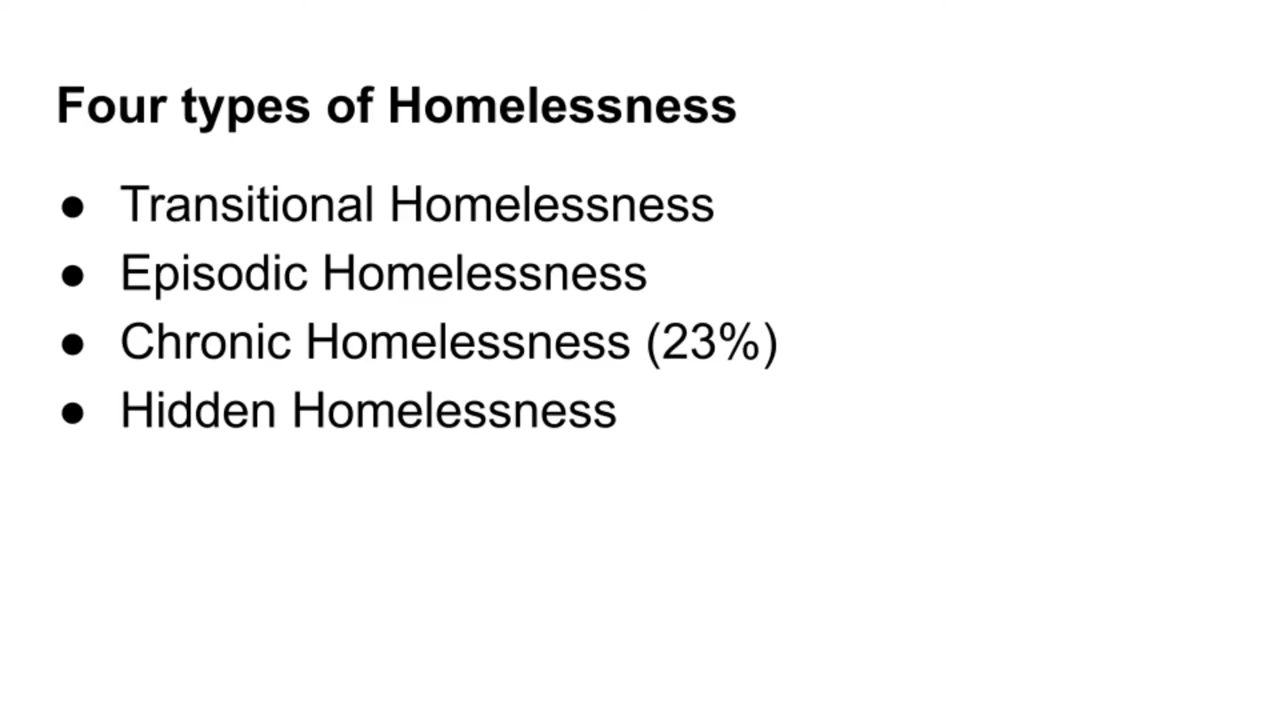 Four types of Homelessness
● Transitional Homelessness
● Episodic Homelessness
● Chronic Homelessness (23%)
● Hidden Homelessness